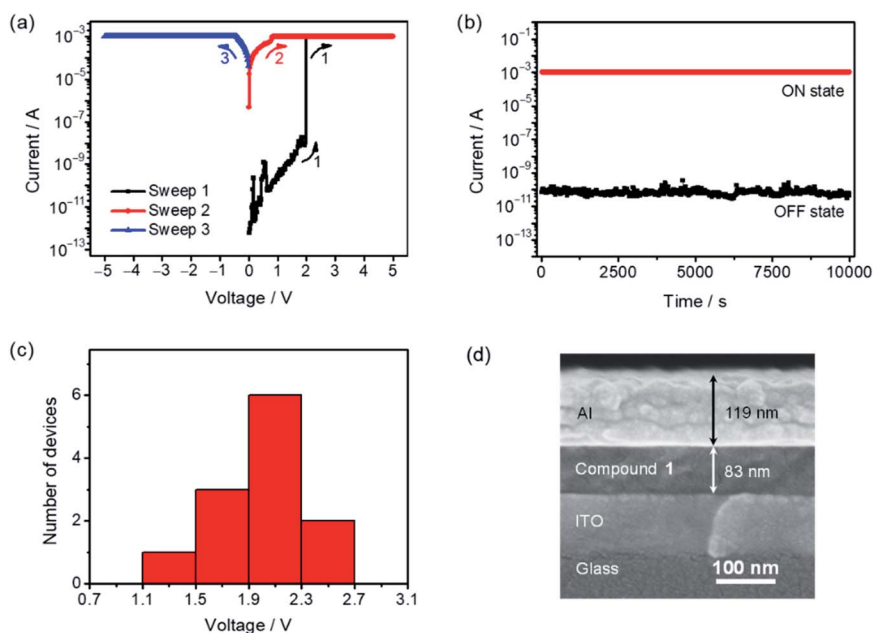 (a)
10⁻³
10⁻⁵
10⁻⁷
10⁻⁹
10⁻¹¹
10⁻¹³
Current / A
3
2
1
1
Sweep 1
Sweep 2
Sweep 3
−5 −4 −3 −2 −1 0 1 2 3 4 5
Voltage / V
(b)
10⁻¹
10⁻³
10⁻⁵
10⁻⁷
10⁻⁹
10⁻¹¹
10⁻¹³
Current / A
ON state
OFF state
0 2500 5000 7500 10000
Time / s
(c)
6
4
2
0
Number of devices
0.7 1.1 1.5 1.9 2.3 2.7 3.1
Voltage / V
(d)
Al
119 nm
Compound 1
83 nm
ITO
Glass
100 nm